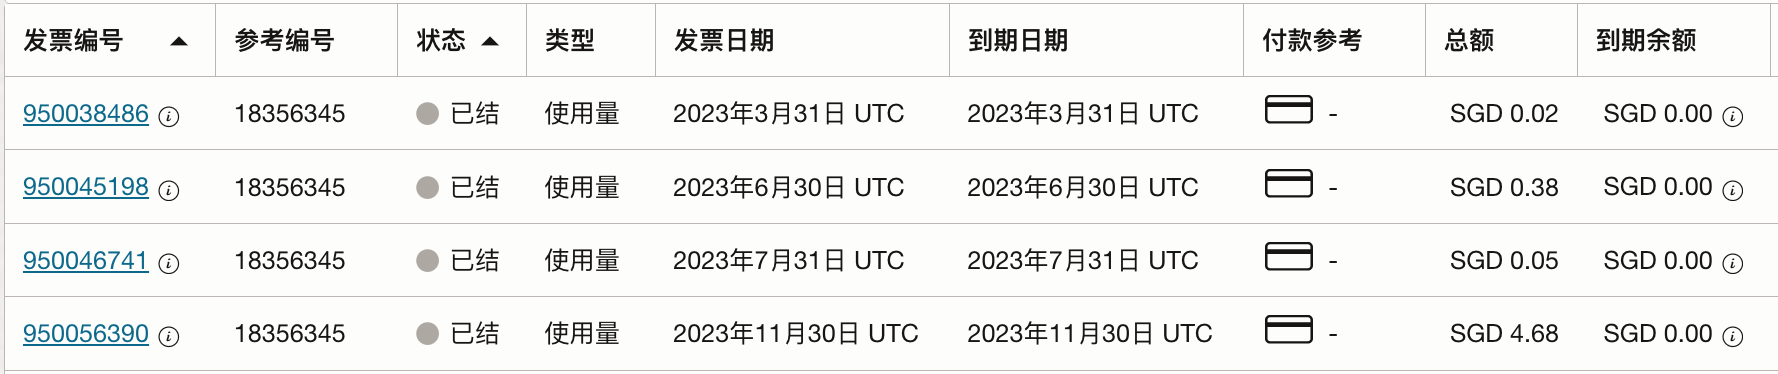 发票编号 ▲ 参考编号 状态 ▲ 类型 发票日期 到期日期 付款参考 总额 到期余额
950038486 18356345 已结 使用量 2023年3月31日 UTC 2023年3月31日 UTC - SGD 0.02 SGD 0.00
950045198 18356345 已结 使用量 2023年6月30日 UTC 2023年6月30日 UTC - SGD 0.38 SGD 0.00
950046741 18356345 已结 使用量 2023年7月31日 UTC 2023年7月31日 UTC - SGD 0.05 SGD 0.00
950056390 18356345 已结 使用量 2023年11月30日 UTC 2023年11月30日 UTC - SGD 4.68 SGD 0.00